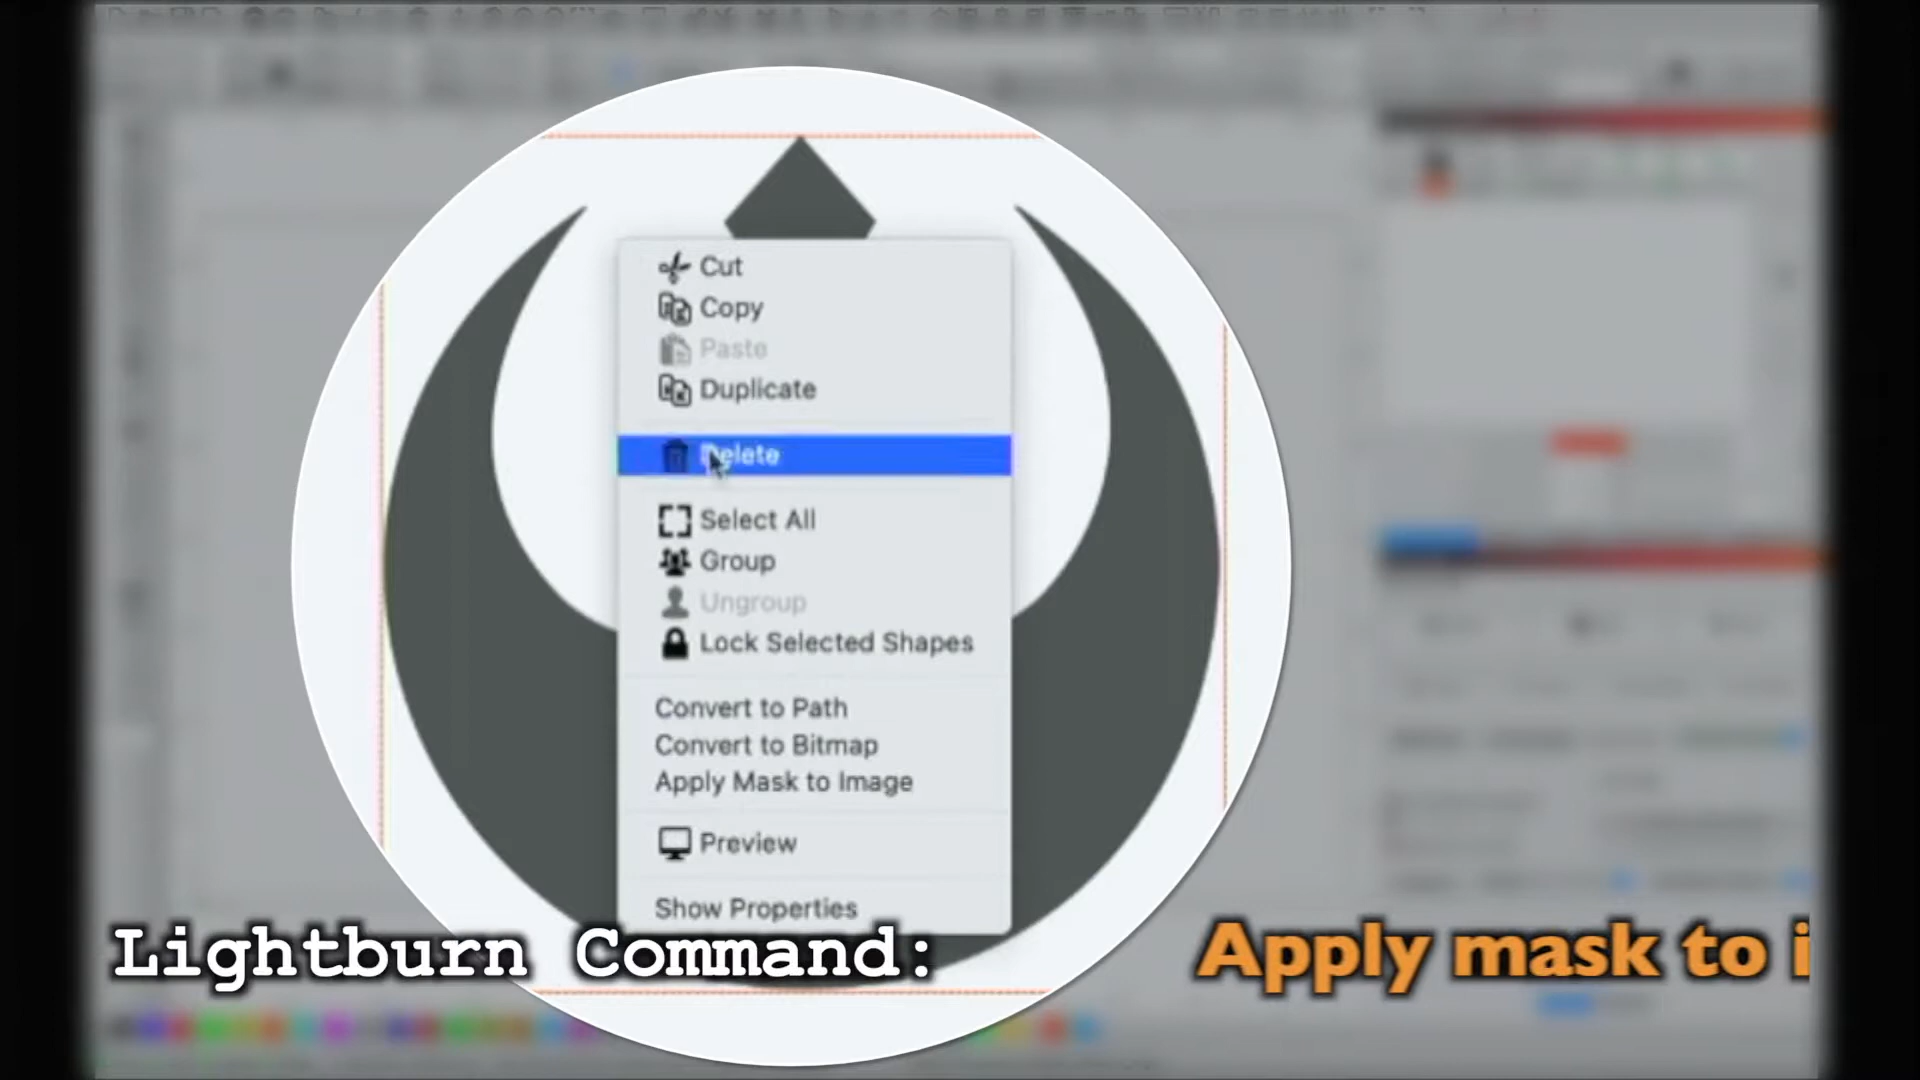 Cut
Copy
Paste
Duplicate
Delete
Select All
Group
Ungroup
Lock Selected Shapes
Convert to Path
Convert to Bitmap
Apply Mask to Image
Preview
Show Properties
Lightburn Command:
Apply mask to i